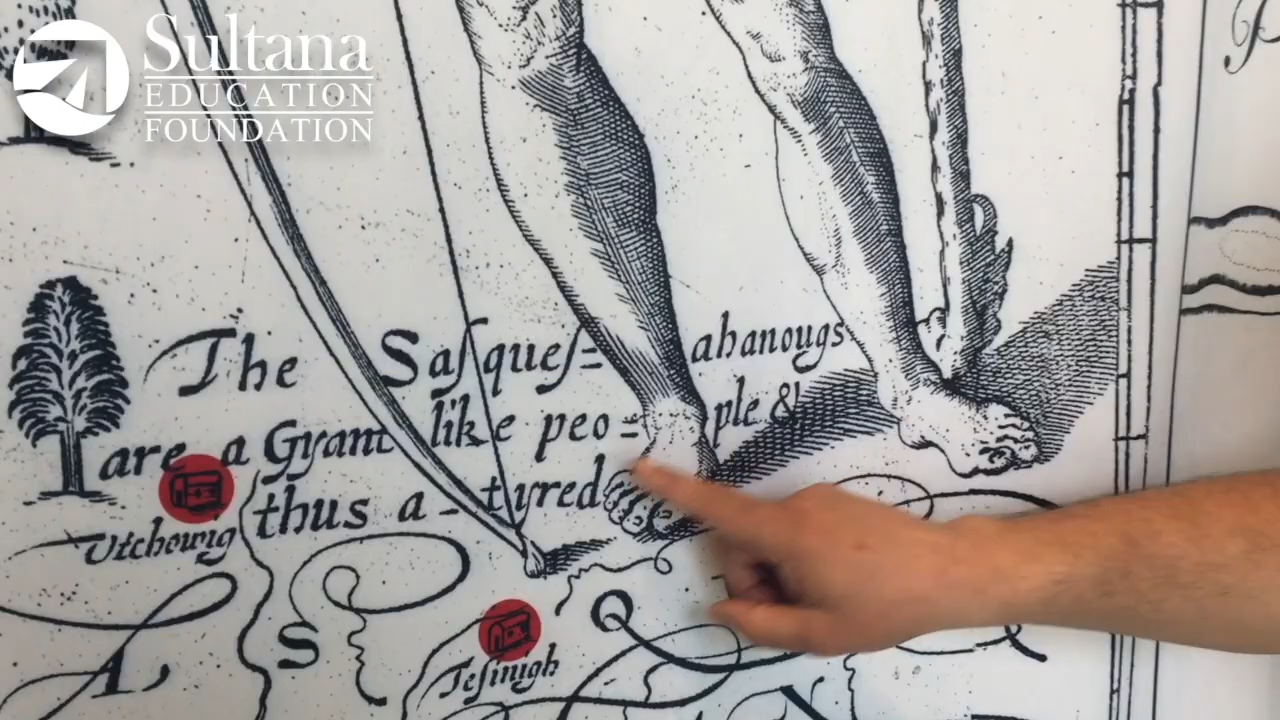 Sultana
EDUCATION
FOUNDATION
P
The Saſqueſ= ahanougs
are a Gyant like peo= ple &
thus a-tyred
Utchowig
S
Teſinigh
A